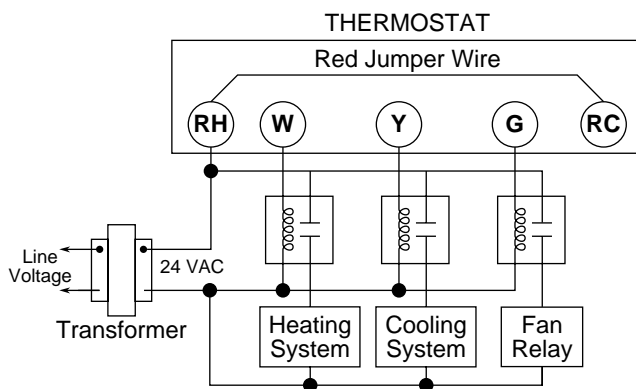 THERMOSTAT
Red Jumper Wire
RH W Y G RC
Line
Voltage
24 VAC
Transformer
Heating
System
Cooling
System
Fan
Relay